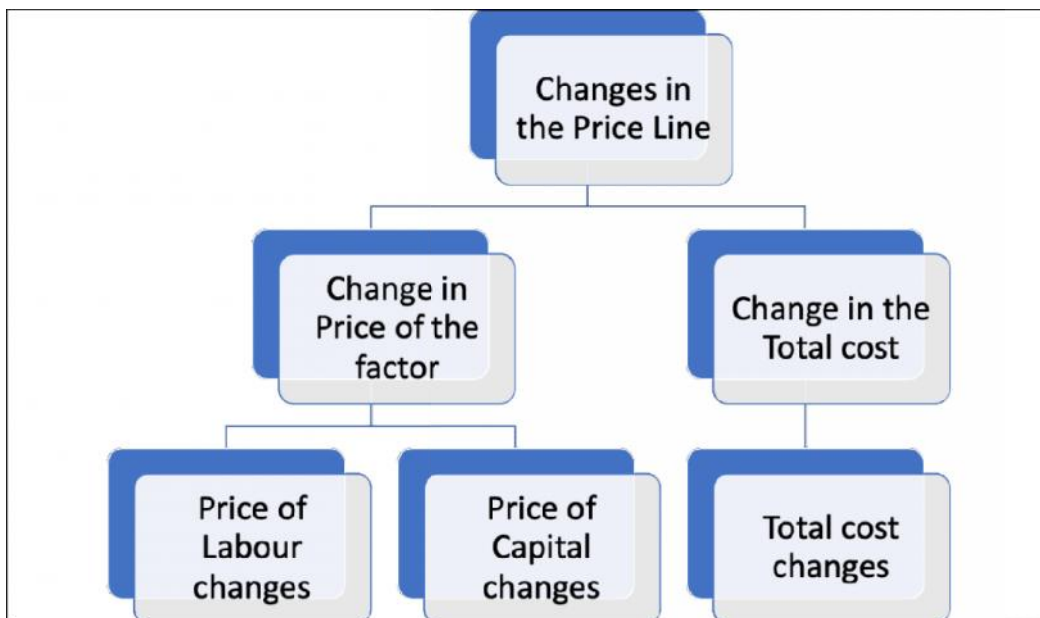 Changes in
the Price Line
Change in
Price of the
factor
Change in the
Total cost
Price of
Labour
changes
Price of
Capital
changes
Total cost
changes